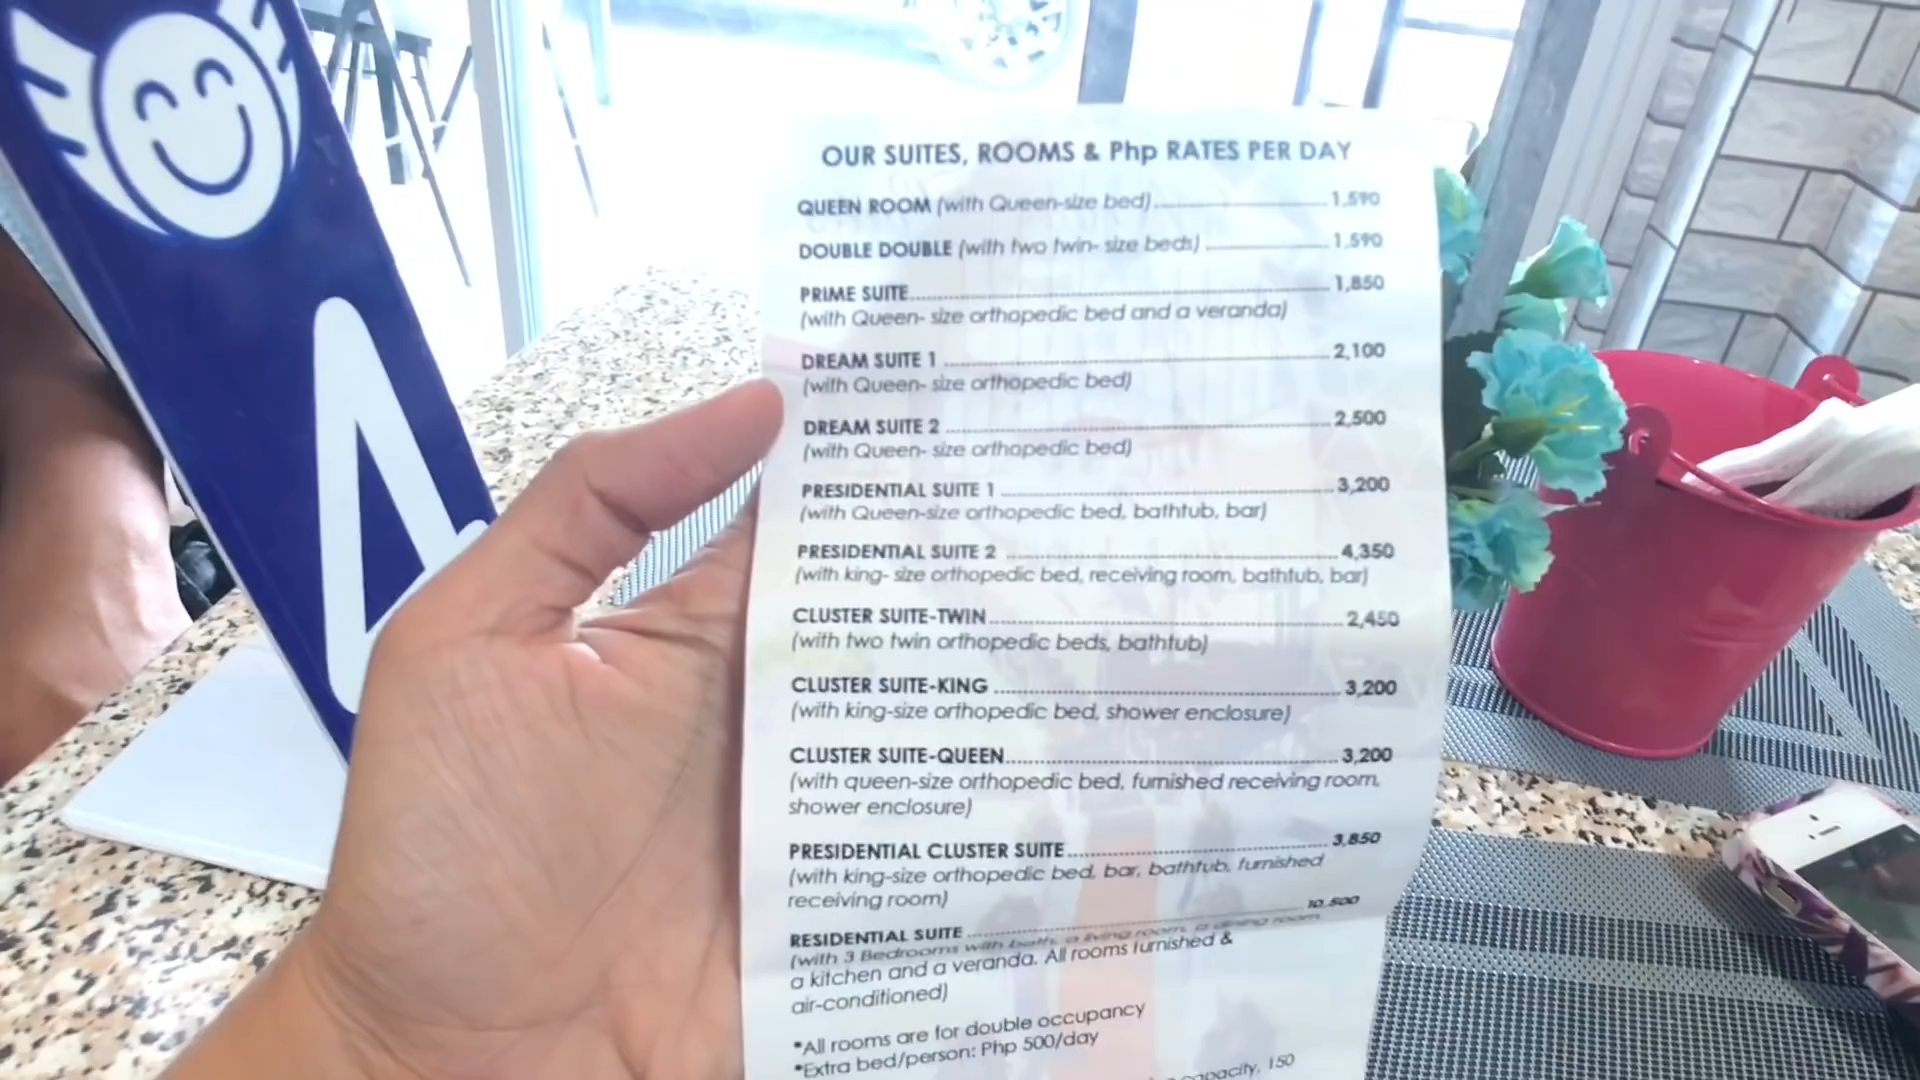 OUR SUITES, ROOMS & Php RATES PER DAY
QUEEN ROOM (with Queen-size bed) 1,590
DOUBLE DOUBLE (with two twin- size beds) 1,590
PRIME SUITE 1,850
(with Queen- size orthopedic bed and a veranda)
DREAM SUITE 1 2,100
(with Queen- size orthopedic bed)
DREAM SUITE 2 2,500
(with Queen- size orthopedic bed)
PRESIDENTIAL SUITE 1 3,200
(with Queen-size orthopedic bed, bathtub, bar)
PRESIDENTIAL SUITE 2 4,350
(with king- size orthopedic bed, receiving room, bathtub, bar)
CLUSTER SUITE-TWIN 2,450
(with two twin orthopedic beds, bathtub)
CLUSTER SUITE-KING 3,200
(with king-size orthopedic bed, shower enclosure)
CLUSTER SUITE-QUEEN 3,200
(with queen-size orthopedic bed, furnished receiving room,
shower enclosure)
PRESIDENTIAL CLUSTER SUITE 3,850
(with king-size orthopedic bed, bar, bathtub, furnished
receiving room)
RESIDENTIAL SUITE 10,500
(with 3 Bedrooms with bath, a living room, a dining room,
a kitchen and a veranda. All rooms furnished &
air-conditioned)
*All rooms are for double occupancy
*Extra bed/person: Php 500/day
capacity, 150